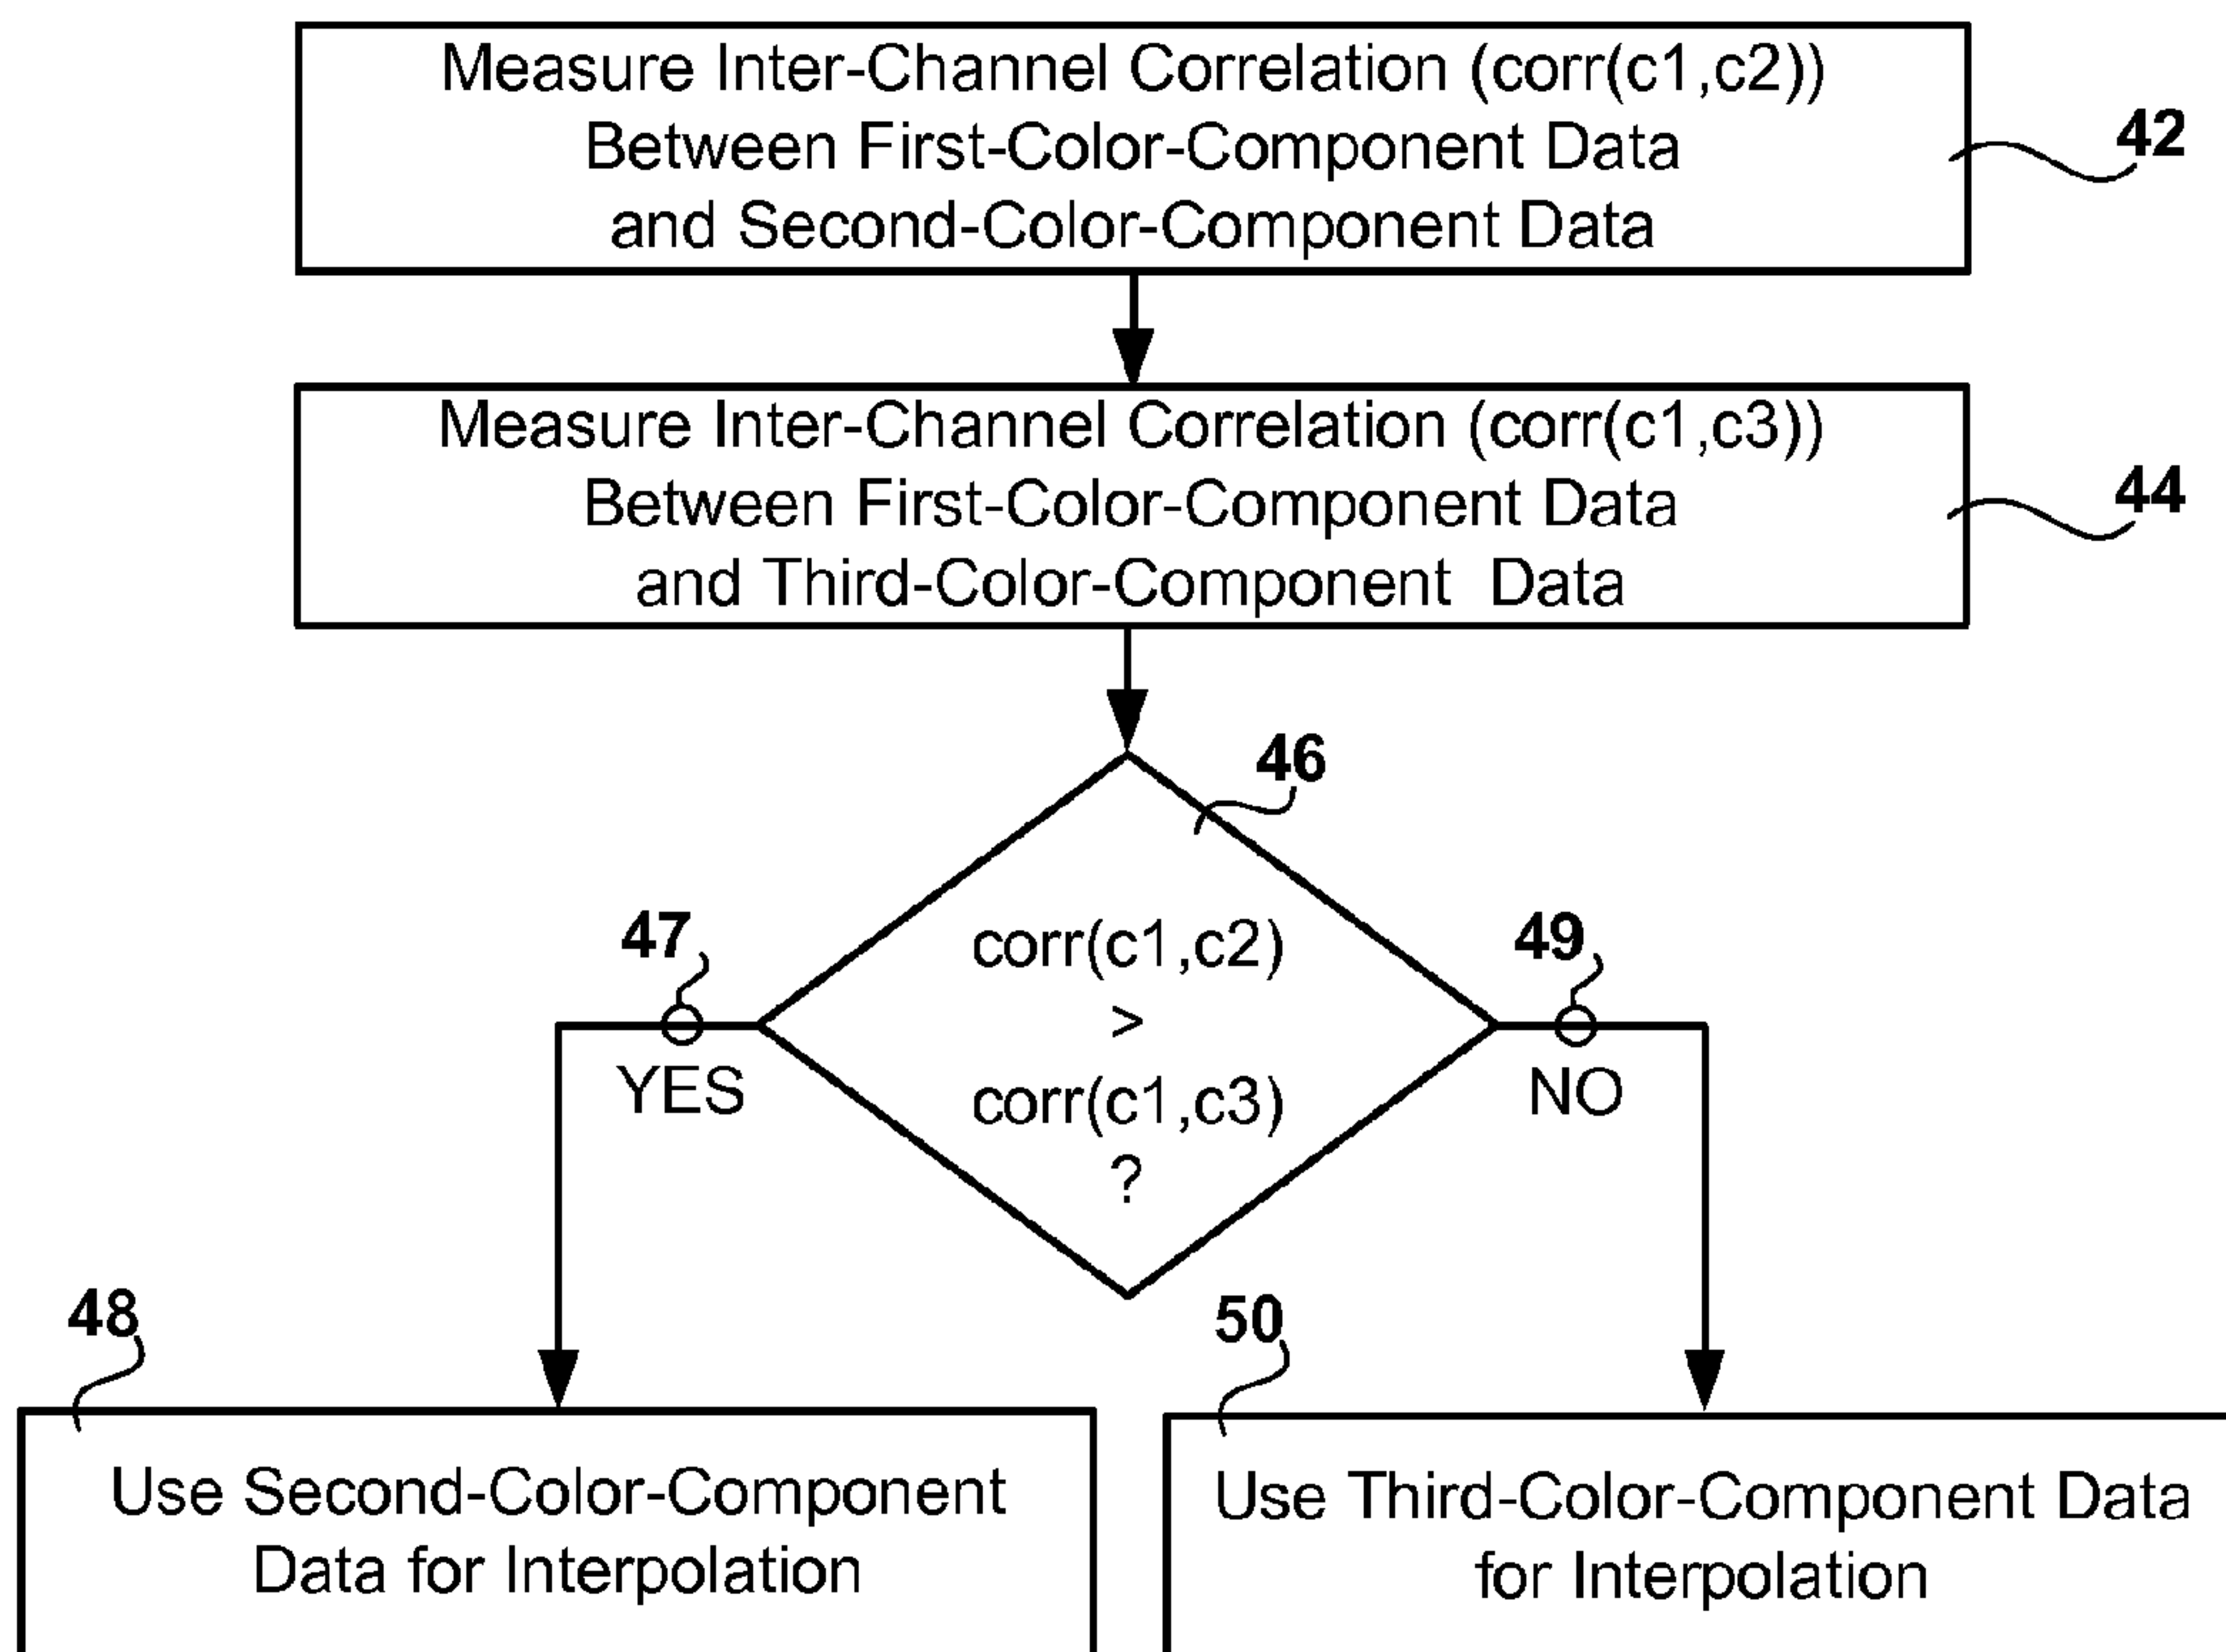 Measure Inter-Channel Correlation (corr(c1,c2))
Between First-Color-Component Data
and Second-Color-Component Data
42
Measure Inter-Channel Correlation (corr(c1,c3))
Between First-Color-Component Data
and Third-Color-Component Data
44
46
corr(c1,c2)
>
corr(c1,c3)
?
47
YES
49
NO
48
Use Second-Color-Component
Data for Interpolation
50
Use Third-Color-Component Data
for Interpolation